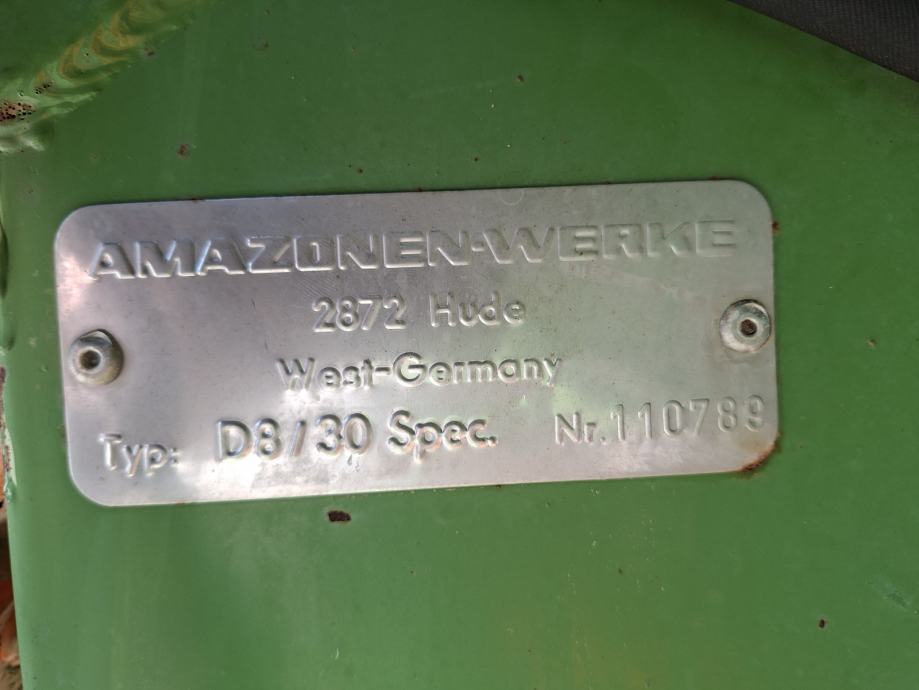 AMAZONEN-WERKE
2872 Hude
West-Germany
Typ: D8/30 Spec. Nr. 110789